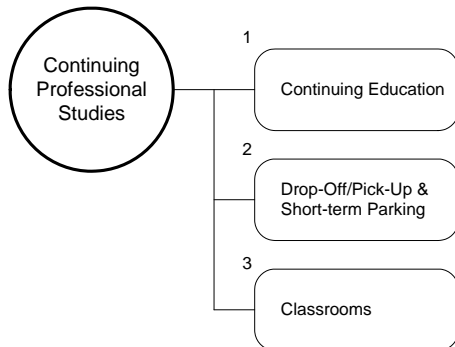 Continuing
Professional
Studies
1
Continuing Education
2
Drop-Off/Pick-Up &
Short-term Parking
3
Classrooms